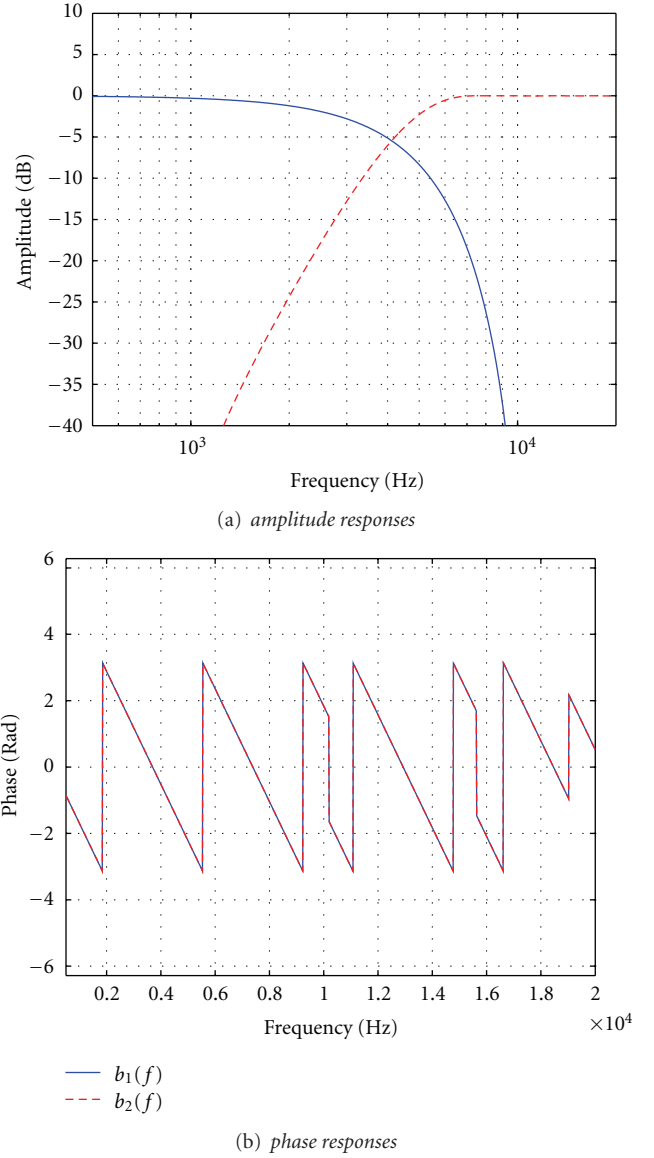 10
5
0
−5
−10
−15
−20
−25
−30
−35
−40
Amplitude (dB)
10³ 10⁴
Frequency (Hz)
(a) amplitude responses
6
4
2
0
−2
−4
−6
Phase (Rad)
0.2 0.4 0.6 0.8 1 1.2 1.4 1.6 1.8 2
×10⁴
Frequency (Hz)
b₁(f)
b₂(f)
(b) phase responses